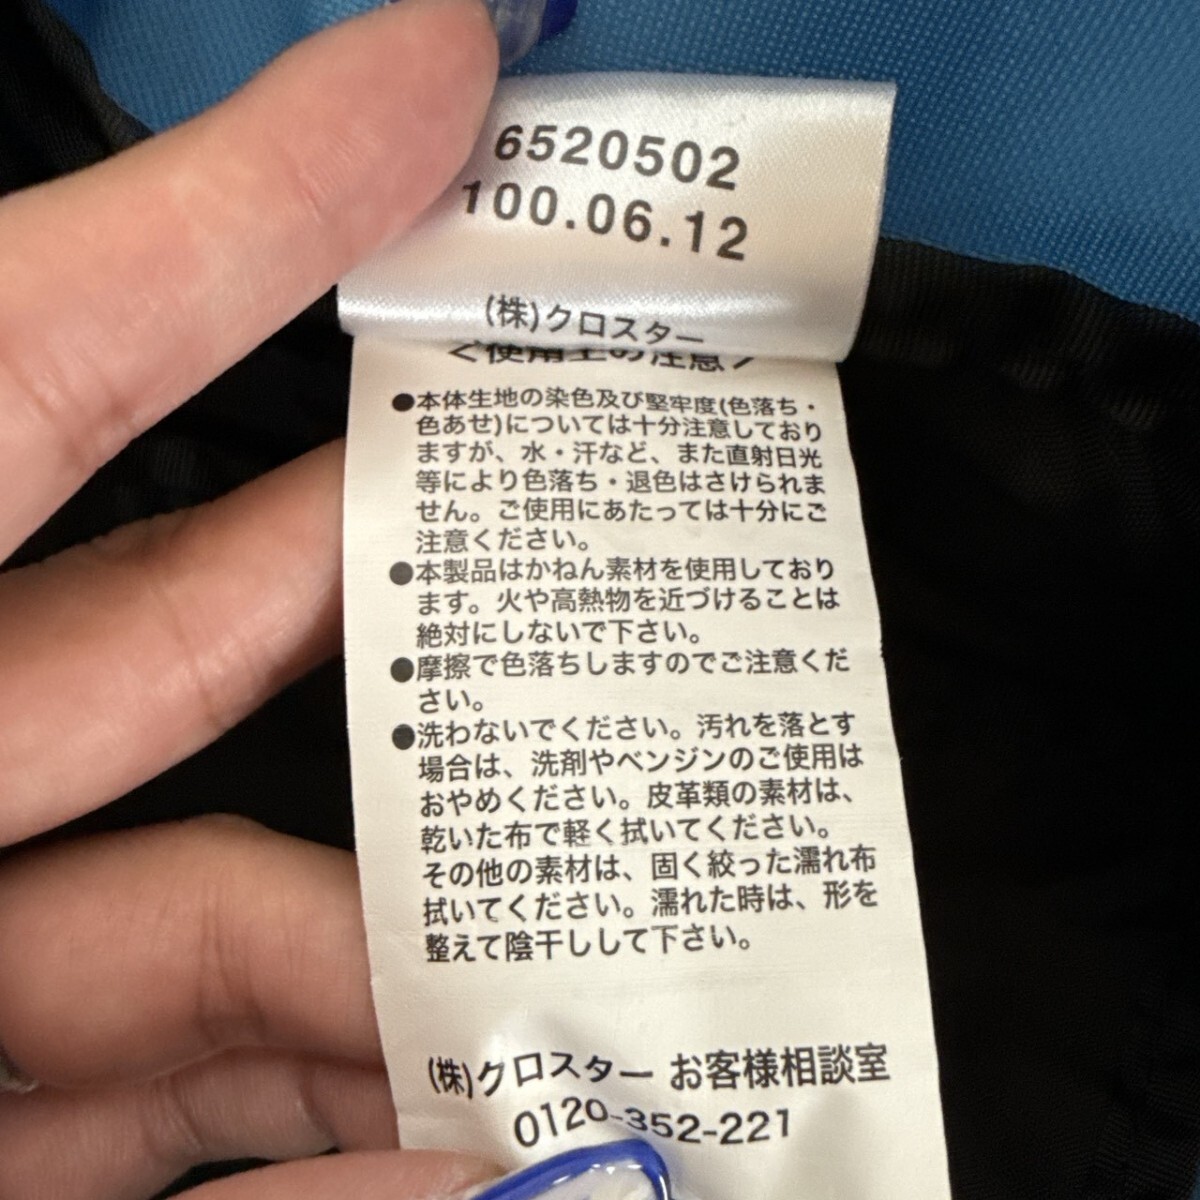 6520502
100.06.12
(株)クロスター
<使用上の注意>
●本体生地の染色及び堅牢度(色落ち・
色あせ)については十分注意しており
ますが、水・汗など、また直射日光
等により色落ち・退色はさけられま
せん。ご使用にあたっては十分にご
注意ください。
●本製品はかねん素材を使用しており
ます。火や高熱物を近づけることは
絶対にしないで下さい。
●摩擦で色落ちしますのでご注意くだ
さい。
●洗わないでください。汚れを落とす
場合は、洗剤やベンジンのご使用は
おやめください。皮革類の素材は、
乾いた布で軽く拭いてください。
その他の素材は、固く絞った濡れ布
拭いてください。濡れた時は、形を
整えて陰干しして下さい。
(株)クロスター お客様相談室
0120-352-221